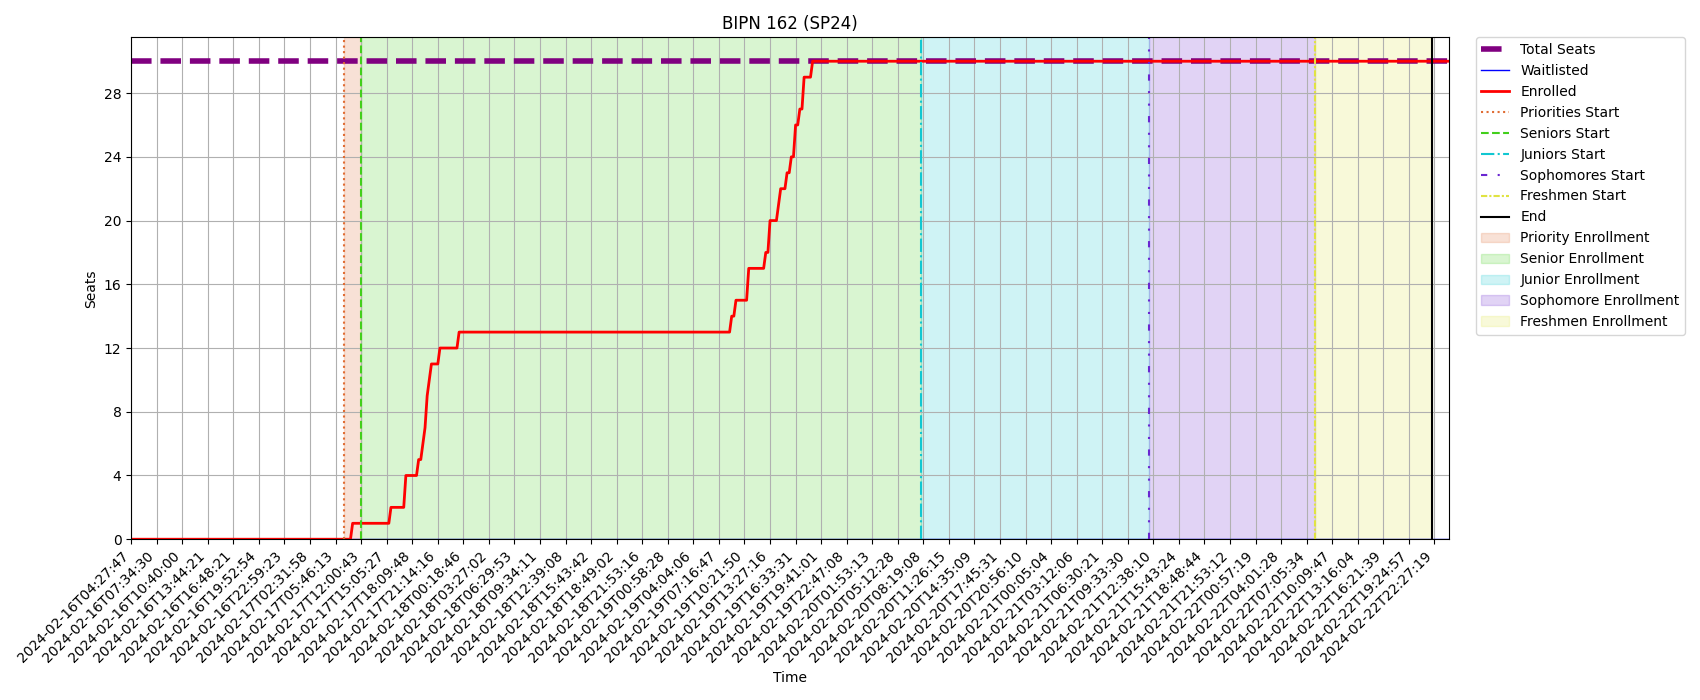 BIPN 162 (SP24)
Seats
28
24
20
16
12
8
4
0
2024-02-16T04:27:47
2024-02-16T07:34:30
2024-02-16T10:40:00
2024-02-16T13:44:21
2024-02-16T16:48:21
2024-02-16T19:52:54
2024-02-16T22:59:23
2024-02-17T02:31:58
2024-02-17T05:46:13
2024-02-17T12:00:43
2024-02-17T15:05:27
2024-02-17T18:09:48
2024-02-17T21:14:16
2024-02-18T00:18:46
2024-02-18T03:27:02
2024-02-18T06:29:53
2024-02-18T09:34:11
2024-02-18T12:39:08
2024-02-18T15:43:42
2024-02-18T18:49:02
2024-02-18T21:53:16
2024-02-19T00:58:28
2024-02-19T04:04:06
2024-02-19T07:16:47
2024-02-19T10:21:50
2024-02-19T13:27:16
2024-02-19T16:33:31
2024-02-19T19:41:01
2024-02-19T22:47:08
2024-02-20T01:53:13
2024-02-20T05:12:28
2024-02-20T08:19:08
2024-02-20T11:26:15
2024-02-20T14:35:09
2024-02-20T17:45:31
2024-02-20T20:56:10
2024-02-21T00:05:04
2024-02-21T03:12:06
2024-02-21T06:30:21
2024-02-21T09:33:30
2024-02-21T12:38:10
2024-02-21T15:43:24
2024-02-21T18:48:44
2024-02-21T21:53:12
2024-02-22T00:57:19
2024-02-22T04:01:28
2024-02-22T07:05:34
2024-02-22T10:09:47
2024-02-22T13:16:04
2024-02-22T16:21:39
2024-02-22T19:24:57
2024-02-22T22:27:19
Time
Total Seats
Waitlisted
Enrolled
Priorities Start
Seniors Start
Juniors Start
Sophomores Start
Freshmen Start
End
Priority Enrollment
Senior Enrollment
Junior Enrollment
Sophomore Enrollment
Freshmen Enrollment